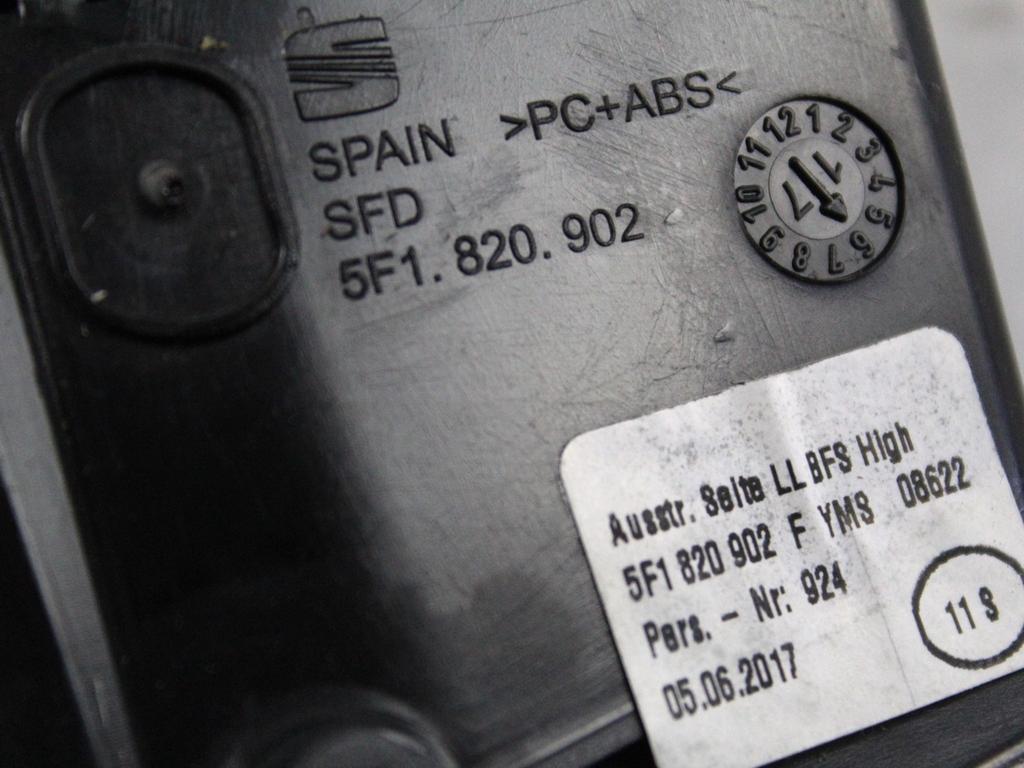 SPAIN >PC+ABS<
SFD
5F1. 820. 902
12 1 2 3 4 5 6 7 8 9 10 11
17
Ausstr. Seite LL BFS High
5F1 820 902 F YMS 08622
Pers. - Nr: 924
05.06.2017
11 S